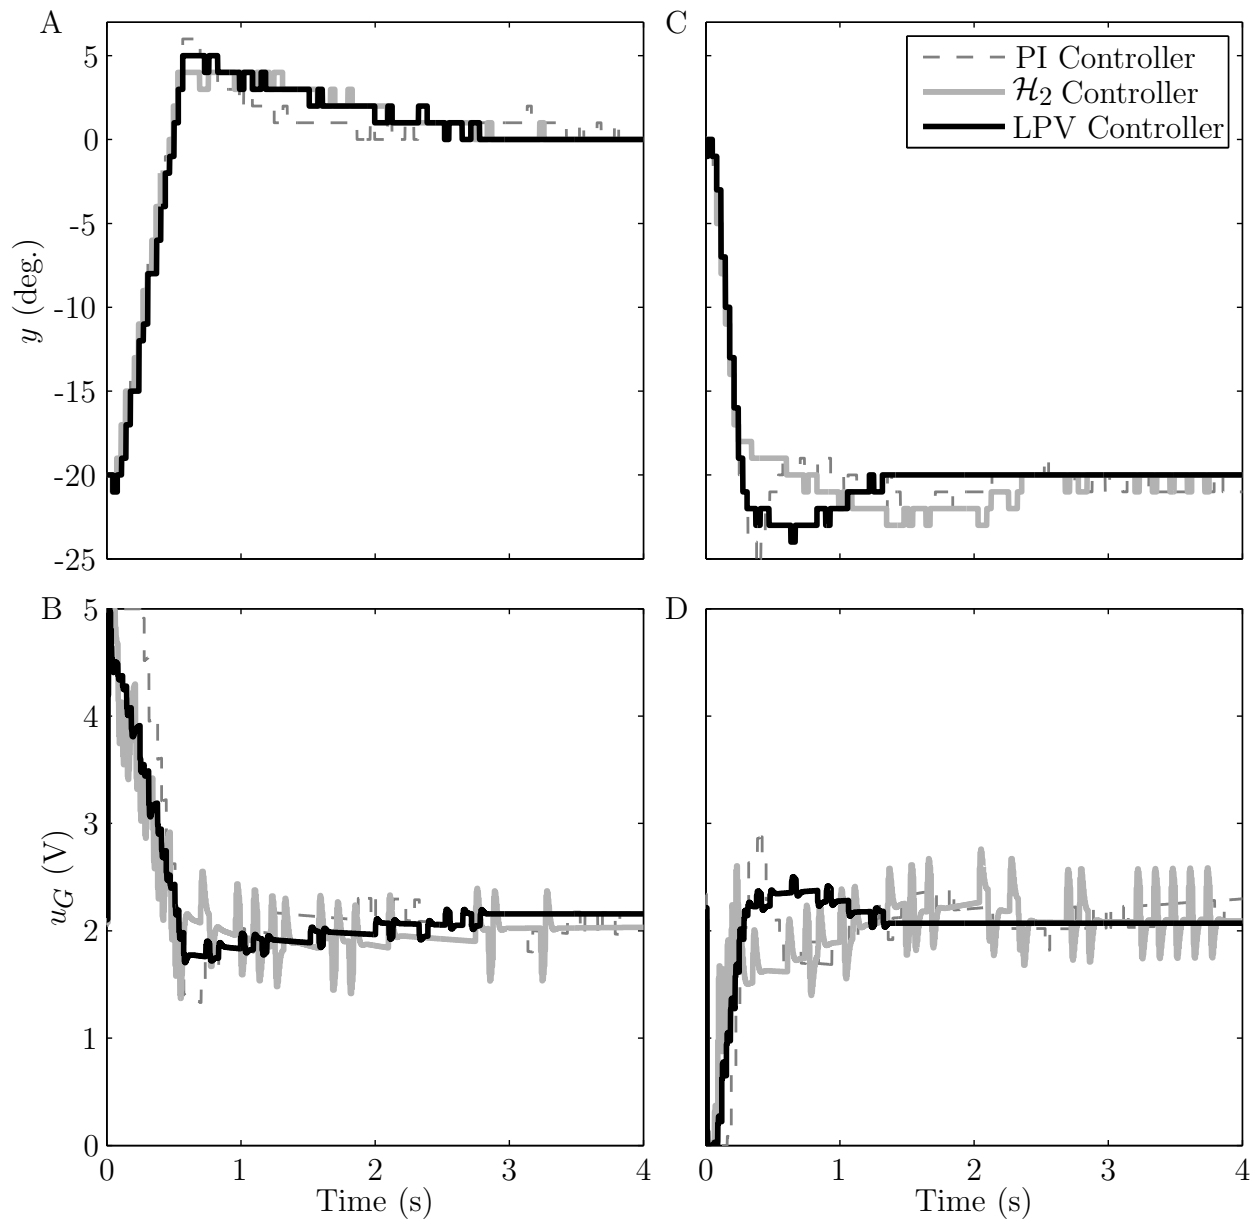 A
C
5
0
-5
-10
-15
-20
-25
y (deg.)
PI Controller
ℋ₂ Controller
LPV Controller
B
D
5
4
3
2
1
0
u_G (V)
0 1 2 3 4
0 1 2 3 4
Time (s)
Time (s)